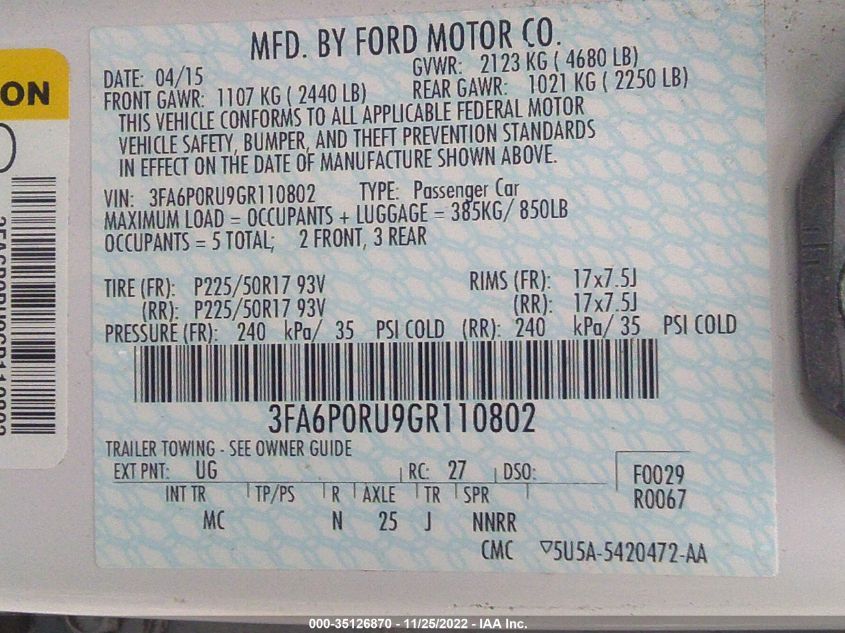 MFD. BY FORD MOTOR CO.
DATE: 04/15 GVWR: 2123 KG ( 4680 LB)
FRONT GAWR: 1107 KG ( 2440 LB) REAR GAWR: 1021 KG ( 2250 LB)
THIS VEHICLE CONFORMS TO ALL APPLICABLE FEDERAL MOTOR
VEHICLE SAFETY, BUMPER, AND THEFT PREVENTION STANDARDS
IN EFFECT ON THE DATE OF MANUFACTURE SHOWN ABOVE.
VIN: 3FA6P0RU9GR110802 TYPE: Passenger Car
MAXIMUM LOAD = OCCUPANTS + LUGGAGE = 385KG/ 850LB
OCCUPANTS = 5 TOTAL; 2 FRONT, 3 REAR
TIRE (FR): P225/50R17 93V RIMS (FR): 17x7.5J
(RR): P225/50R17 93V (RR): 17x7.5J
PRESSURE (FR): 240 kPa/ 35 PSI COLD (RR): 240 kPa/ 35 PSI COLD
3FA6P0RU9GR110802
TRAILER TOWING - SEE OWNER GUIDE
EXT PNT: UG RC: 27 DSO: F0029
INT TR TP/PS R AXLE TR SPR R0067
MC N 25 J NNRR
CMC ▽5U5A-5420472-AA
ON
3FA6P0RU9GR110802
000-35126870 - 11/25/2022 - IAA Inc.